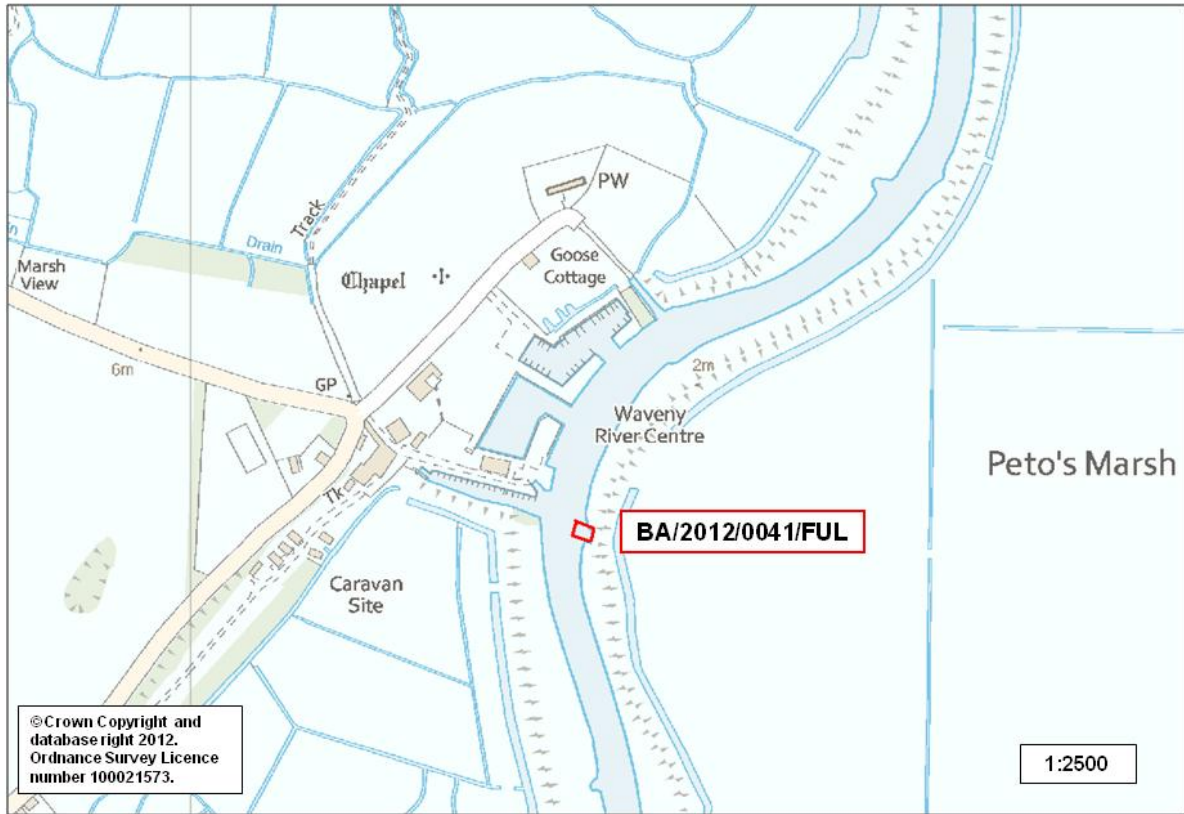 Track
PW
Drain
in
Goose
Cottage
Marsh
View
Chapel
6m
GP
2m
Waveny
River Centre
Peto's Marsh
Tk
BA/2012/0041/FUL
Caravan
Site
©Crown Copyright and
database right 2012.
Ordnance Survey Licence
number 100021573.
1:2500